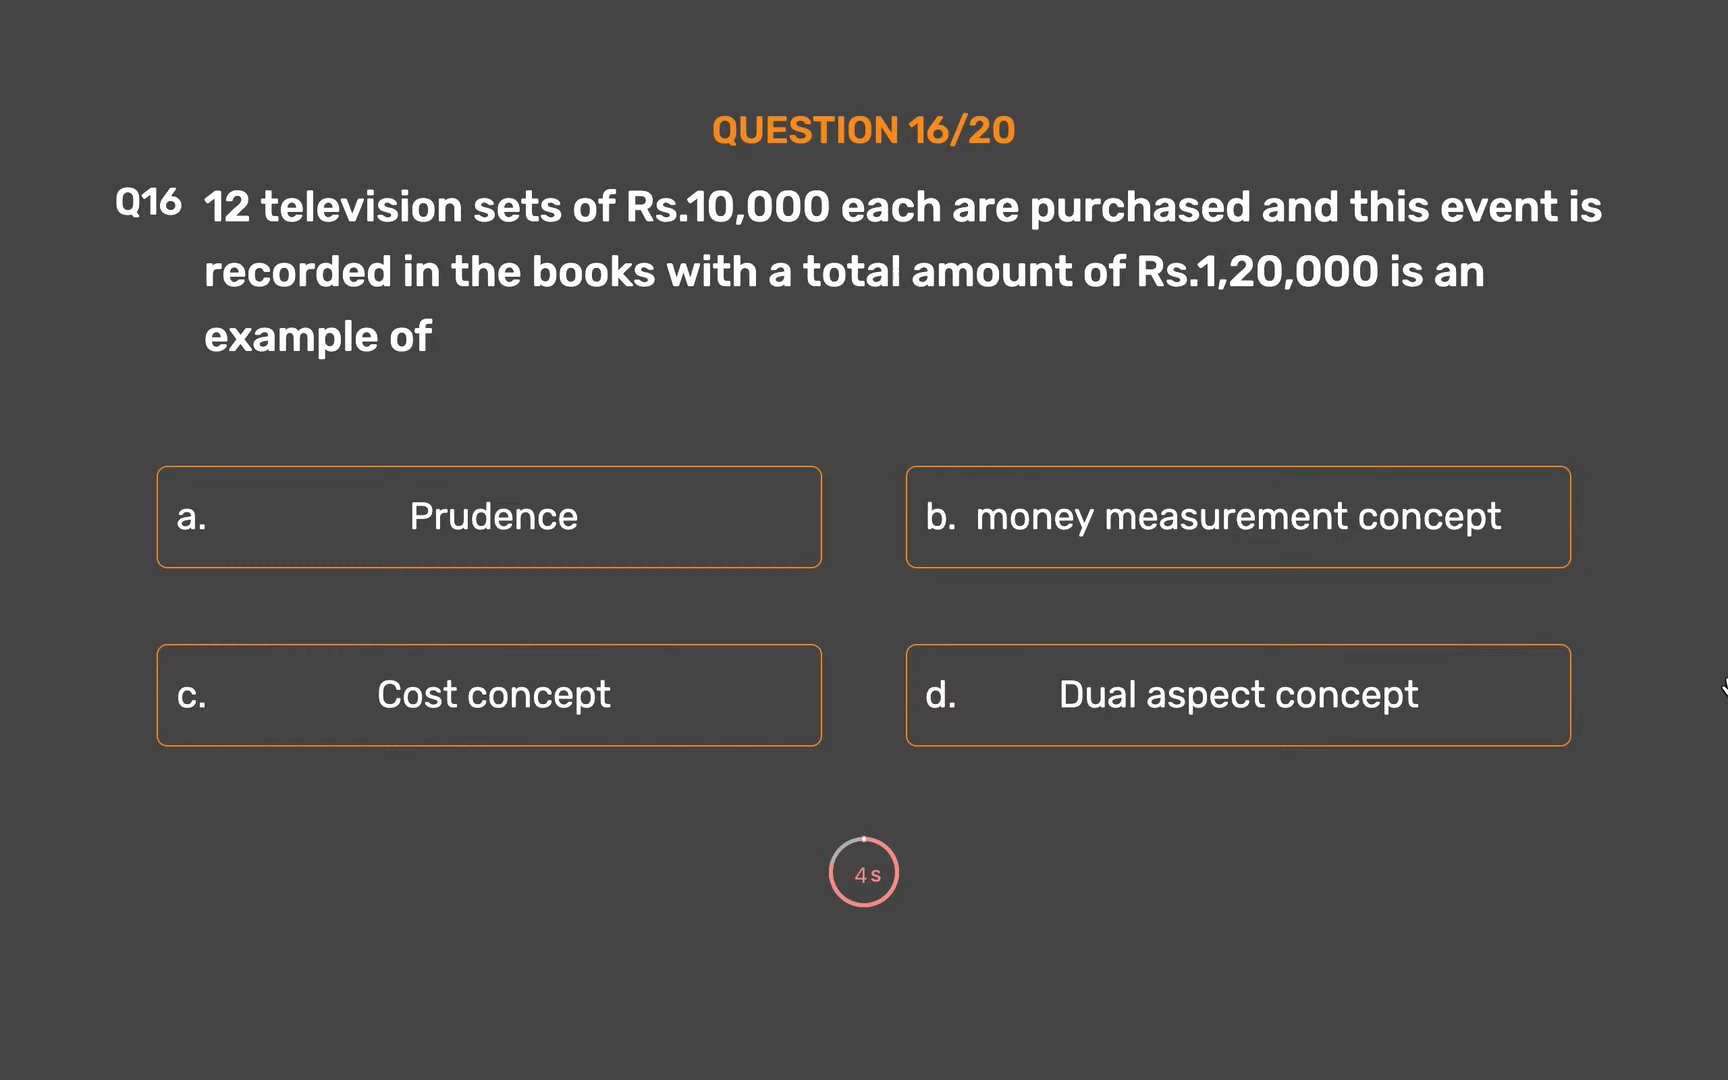 QUESTION 16/20
Q16 12 television sets of Rs.10,000 each are purchased and this event is
recorded in the books with a total amount of Rs.1,20,000 is an
example of
a. Prudence
b. money measurement concept
c. Cost concept
d. Dual aspect concept
4s